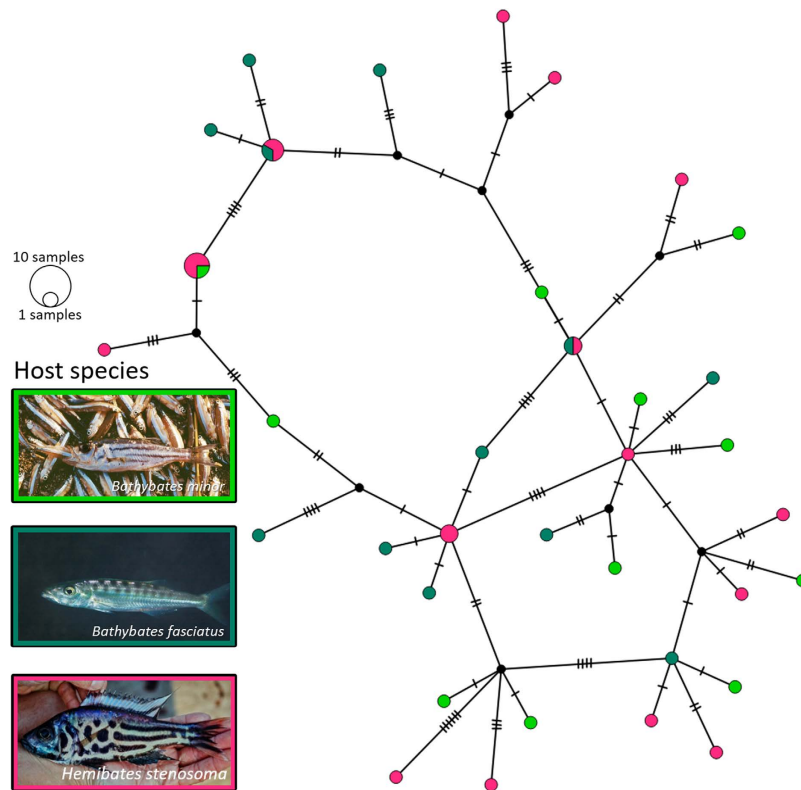 10 samples
1 samples
Host species
Bathybates minor
Bathybates fasciatus
Hemibates stenosoma